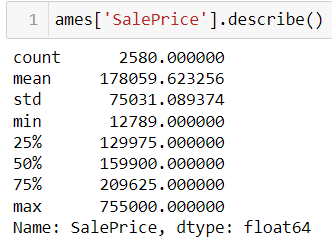 1 ames['SalePrice'].describe()
count 2580.000000
mean 178059.623256
std 75031.089374
min 12789.000000
25% 129975.000000
50% 159900.000000
75% 209625.000000
max 755000.000000
Name: SalePrice, dtype: float64